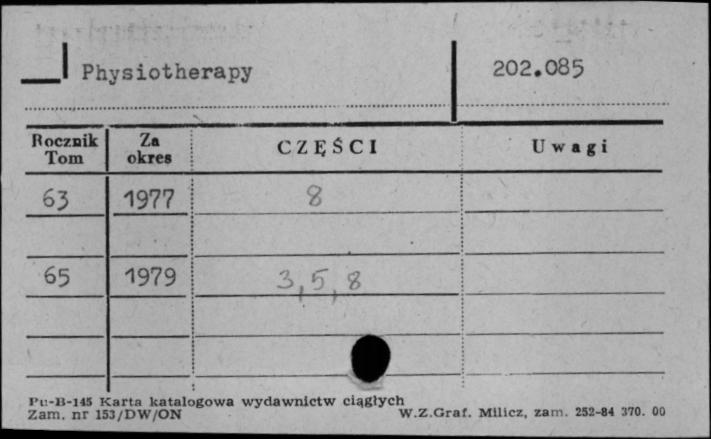 Physiotherapy 202.085
Rocznik Tom Za okres CZĘŚCI Uwagi
63 1977 8
65 1979 3,5,8
Pu-B-145 Karta katalogowa wydawnictw ciągłych
Zam. nr 153/DW/ON W.Z.Graf. Milicz, zam. 252-84 370. 00